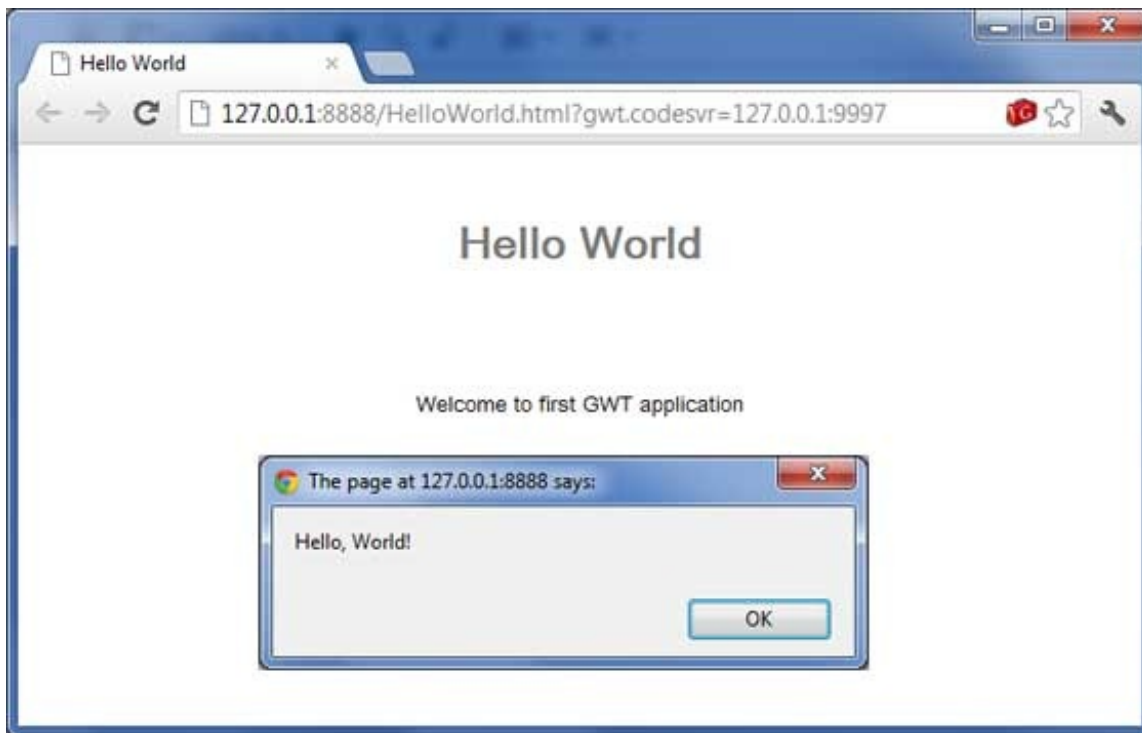 Hello World
127.0.0.1:8888/HelloWorld.html?gwt.codesvr=127.0.0.1:9997
Hello World
Welcome to first GWT application
The page at 127.0.0.1:8888 says:
Hello, World!
OK